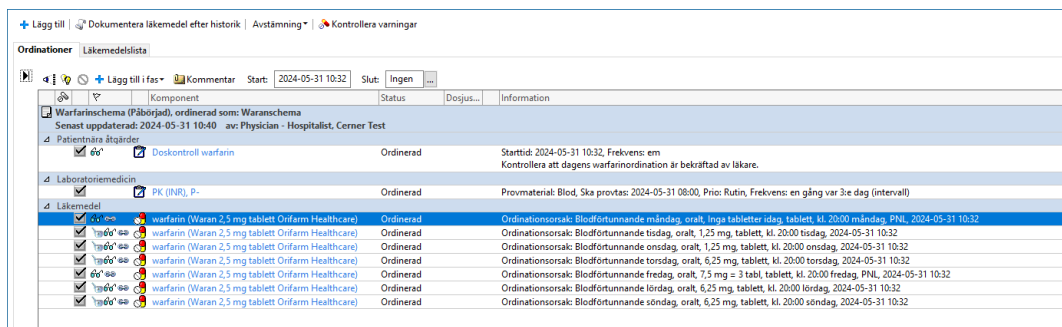 Lägg till Dokumentera läkemedel efter historik Avstämning Kontrollera varningar
Ordinationer Läkemedelslista
Lägg till i fas Kommentar Start: 2024-05-31 10:32 Slut: Ingen ...
Komponent Status Dosjus... Information
Warfarinschema (Påbörjad), ordinerad som: Waranschema
Senast uppdaterad: 2024-05-31 10:40 av: Physician - Hospitalist, Cerner Test
Patientnära åtgärder
Doskontroll warfarin Ordinerad Starttid: 2024-05-31 10:32, Frekvens: em
Kontrollera att dagens warfarinordination är bekräftad av läkare.
Laboratoriemedicin
PK (INR), P- Ordinerad Provmaterial: Blod, Ska provtas: 2024-05-31 08:00, Prio: Rutin, Frekvens: en gång var 3:e dag (intervall)
Läkemedel
warfarin (Waran 2,5 mg tablett Orifarm Healthcare) Ordinerad Ordinationsorsak: Blodförtunnande måndag, oralt, Inga tabletter idag, tablett, kl. 20:00 måndag, PNL, 2024-05-31 10:32
warfarin (Waran 2,5 mg tablett Orifarm Healthcare) Ordinerad Ordinationsorsak: Blodförtunnande tisdag, oralt, 1,25 mg, tablett, kl. 20:00 tisdag, 2024-05-31 10:32
warfarin (Waran 2,5 mg tablett Orifarm Healthcare) Ordinerad Ordinationsorsak: Blodförtunnande onsdag, oralt, 1,25 mg, tablett, kl. 20:00 onsdag, 2024-05-31 10:32
warfarin (Waran 2,5 mg tablett Orifarm Healthcare) Ordinerad Ordinationsorsak: Blodförtunnande torsdag, oralt, 6,25 mg, tablett, kl. 20:00 torsdag, 2024-05-31 10:32
warfarin (Waran 2,5 mg tablett Orifarm Healthcare) Ordinerad Ordinationsorsak: Blodförtunnande fredag, oralt, 7,5 mg = 3 tabl, tablett, kl. 20:00 fredag, PNL, 2024-05-31 10:32
warfarin (Waran 2,5 mg tablett Orifarm Healthcare) Ordinerad Ordinationsorsak: Blodförtunnande lördag, oralt, 6,25 mg, tablett, kl. 20:00 lördag, 2024-05-31 10:32
warfarin (Waran 2,5 mg tablett Orifarm Healthcare) Ordinerad Ordinationsorsak: Blodförtunnande söndag, oralt, 6,25 mg, tablett, kl. 20:00 söndag, 2024-05-31 10:32